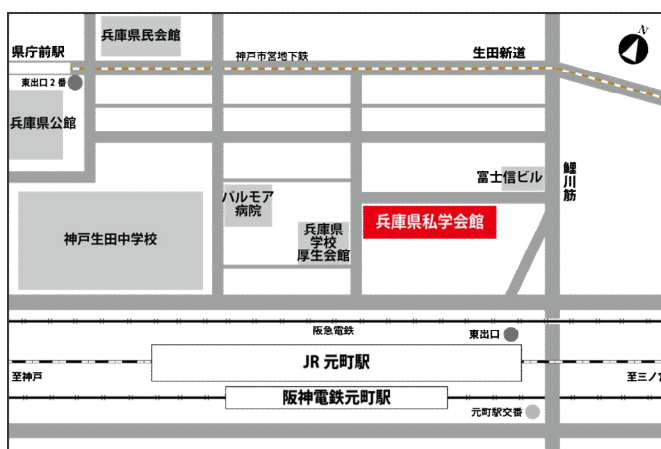 兵庫県民会館
N
県庁前駅
神戸市営地下鉄
生田新道
東出口2番
兵庫県公館
富士信ビル
鯉川筋
パルモア
病院
兵庫県私学会館
兵庫県
学校
厚生会館
神戸生田中学校
阪急電鉄
東出口
JR 元町駅
至神戸
至三ノ宮
阪神電鉄元町駅
元町駅交番